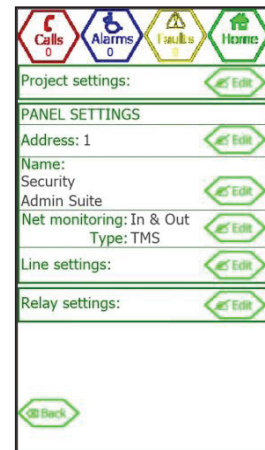 Calls Alarms Faults Home
0 0 0
Project settings: Edit
PANEL SETTINGS
Address: 1 Edit
Name:
Security
Admin Suite Edit
Net monitoring: In & Out
Type: TMS Edit
Line settings: Edit
Relay settings: Edit
Back